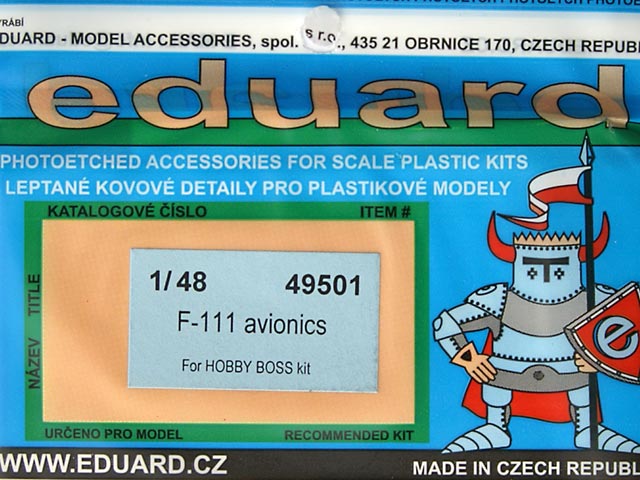 DUARD - MODEL ACCESSORIES, spol. s r.o., 435 21 OBRNICE 170, CZECH REPUBL
eduard
PHOTOETCHED ACCESSORIES FOR SCALE PLASTIC KITS
LEPTANÉ KOVOVÉ DETAILY PRO PLASTIKOVÉ MODELY
KATALOGOVÉ ČÍSLO ITEM #
NÁZEV TITLE
1/48 49501
F-111 avionics
For HOBBY BOSS kit
e
URČENO PRO MODEL RECOMMENDED KIT
WWW.EDUARD.CZ MADE IN CZECH REPUBL